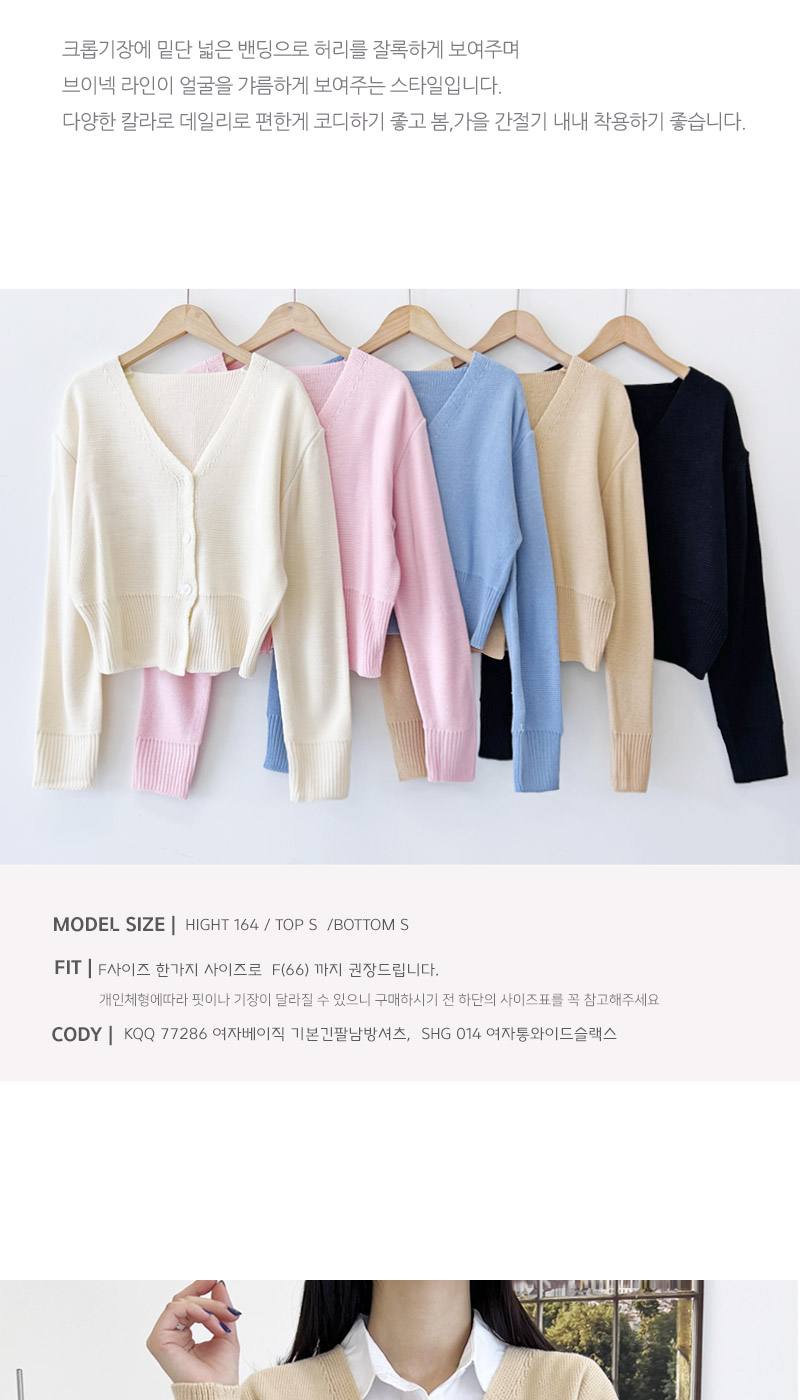 크롭기장에 밑단 넓은 밴딩으로 허리를 잘록하게 보여주며
브이넥 라인이 얼굴을 갸름하게 보여주는 스타일입니다.
다양한 칼라로 데일리로 편한게 코디하기 좋고 봄,가을 간절기 내내 착용하기 좋습니다.
MODEL SIZE | HIGHT 164 / TOP S /BOTTOM S
FIT | F사이즈 한가지 사이즈로 F(66) 까지 권장드립니다.
개인체형에따라 핏이나 기장이 달라질 수 있으니 구매하시기 전 하단의 사이즈표를 꼭 참고해주세요
CODY | KQQ 77286 여자베이직 기본긴팔남방셔츠, SHG 014 여자통와이드슬랙스